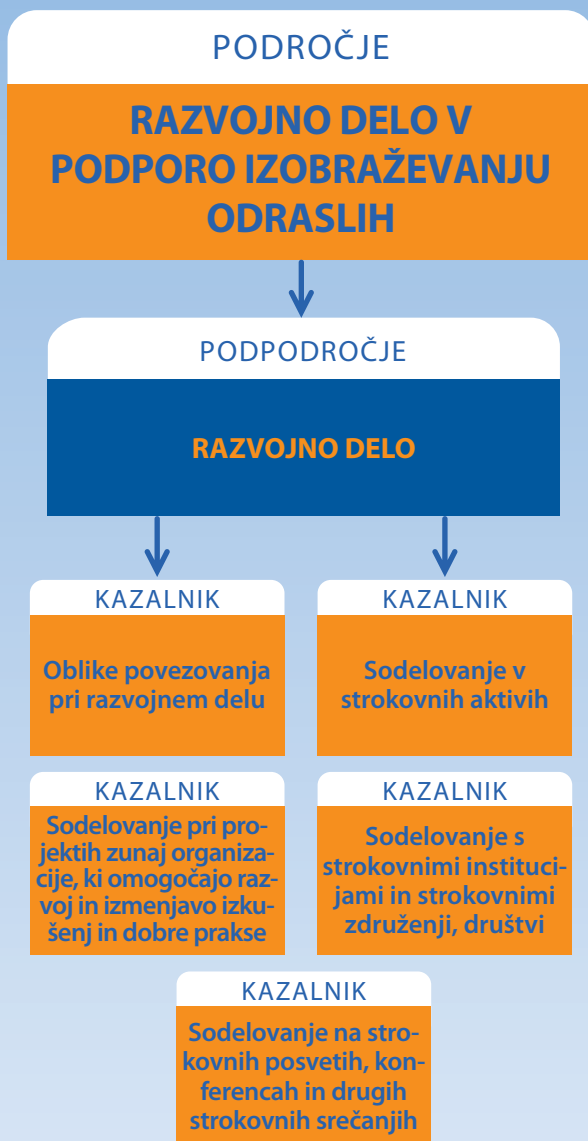 PODROČJE
RAZVOJNO DELO V
PODPORO IZOBRAŽEVANJU
ODRASLIH
PODPODROČJE
RAZVOJNO DELO
KAZALNIK
Oblike povezovanja
pri razvojnem delu
KAZALNIK
Sodelovanje v
strokovnih aktivih
KAZALNIK
Sodelovanje pri pro-
jektih zunaj organiza-
cije, ki omogočajo raz-
voj in izmenjavo izku-
šenj in dobre prakse
KAZALNIK
Sodelovanje s
strokovnimi instituci-
jami in strokovnimi
združenji, društvi
KAZALNIK
Sodelovanje na stro-
kovnih posvetih, kon-
ferencah in drugih
strokovnih srečanjih